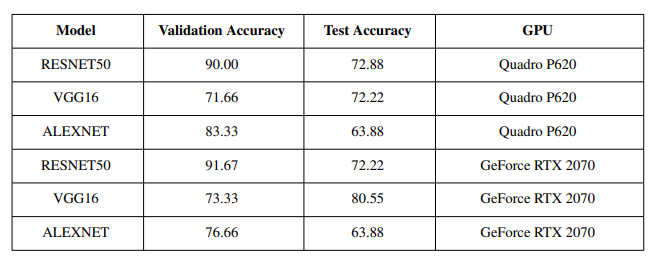 Model Validation Accuracy Test Accuracy GPU
RESNET50 90.00 72.88 Quadro P620
VGG16 71.66 72.22 Quadro P620
ALEXNET 83.33 63.88 Quadro P620
RESNET50 91.67 72.22 GeForce RTX 2070
VGG16 73.33 80.55 GeForce RTX 2070
ALEXNET 76.66 63.88 GeForce RTX 2070